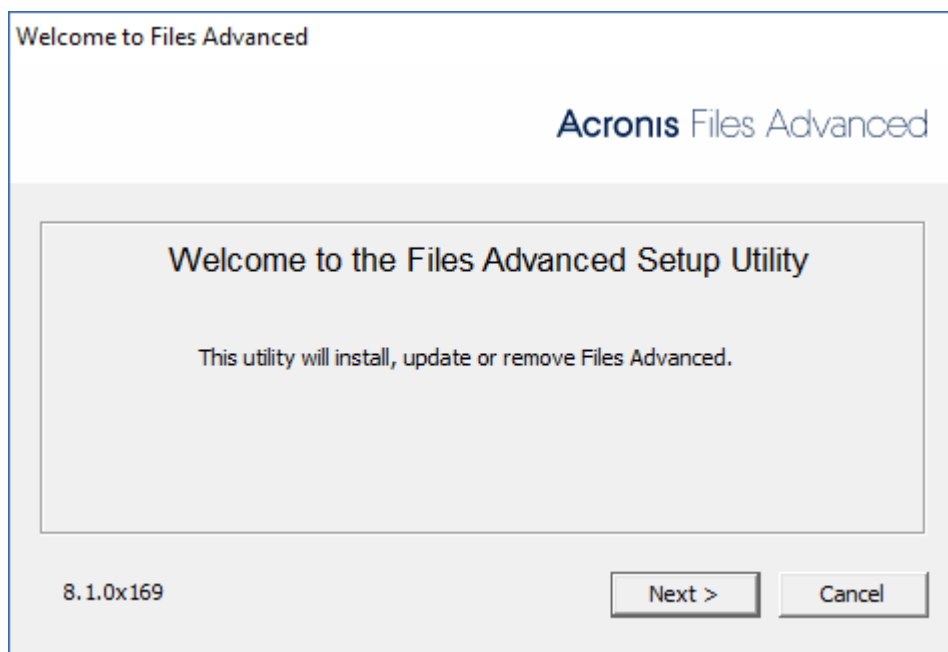 Welcome to Files Advanced
Acronis Files Advanced
Welcome to the Files Advanced Setup Utility
This utility will install, update or remove Files Advanced.
8.1.0x169
Next >
Cancel